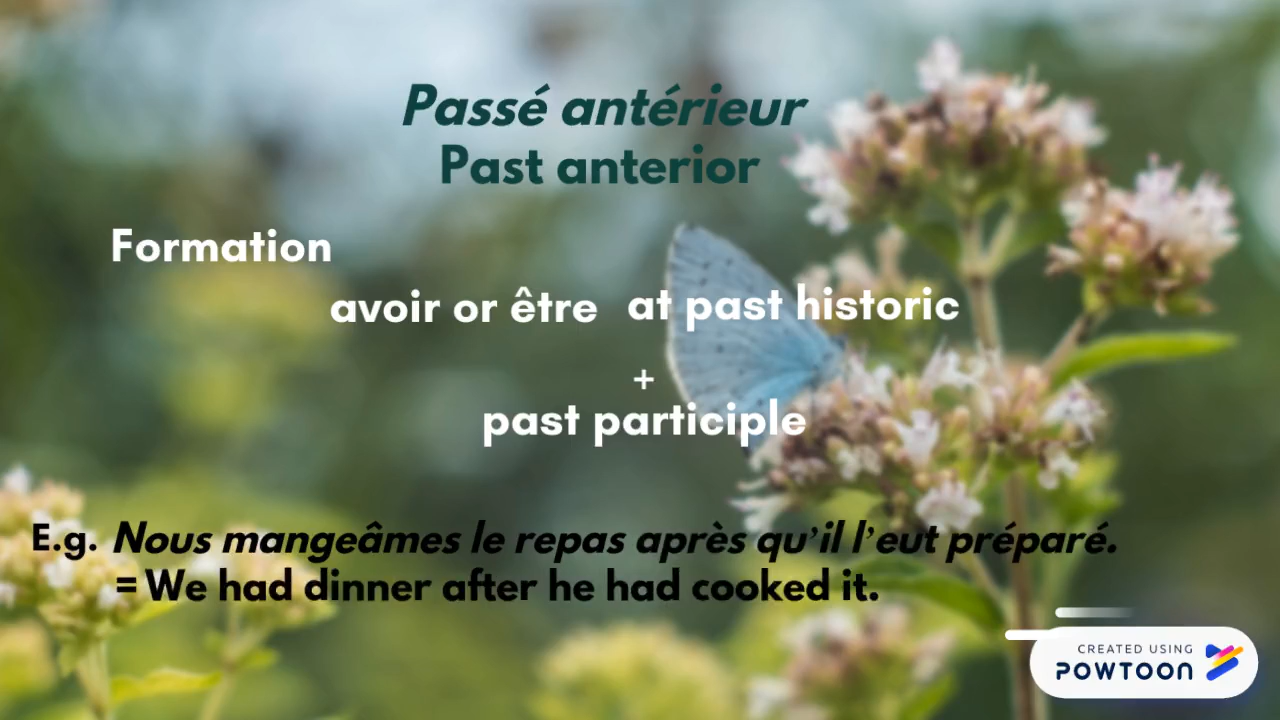 Passé antérieur
Past anterior
Formation
avoir or être at past historic
+
past participle
E.g. Nous mangeâmes le repas après qu’il l’eut préparé.
= We had dinner after he had cooked it.
CREATED USING
POWTOON